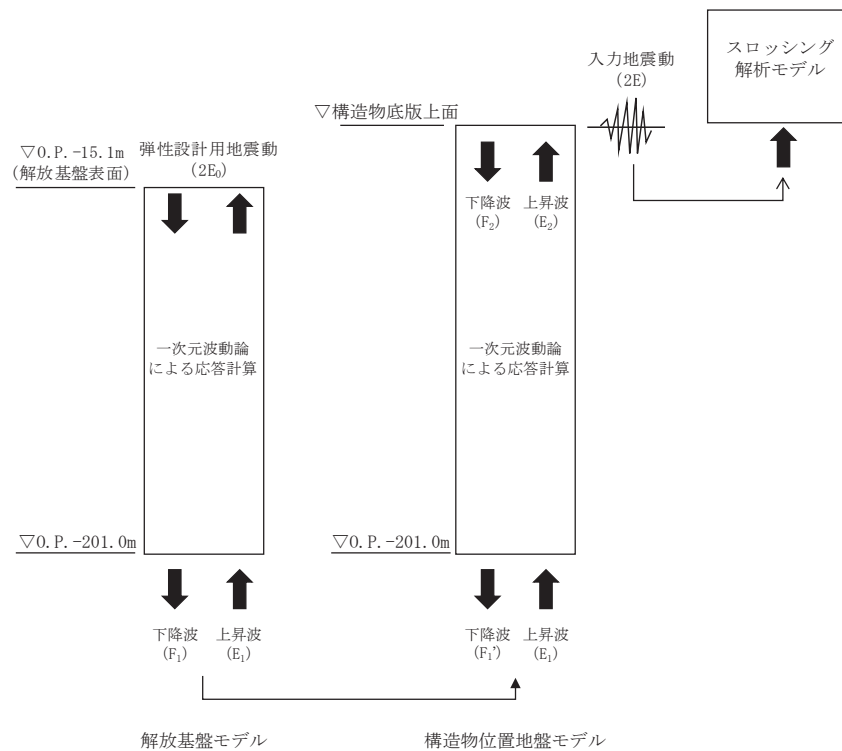 スロッシング
解析モデル
入力地震動
(2E)
▽構造物底版上面
▽O.P.-15.1m
(解放基盤表面)
弾性設計用地震動
(2E₀)
下降波
(F₂)
上昇波
(E₂)
一次元波動論
による応答計算
一次元波動論
による応答計算
▽O.P.-201.0m
▽O.P.-201.0m
下降波
(F₁)
上昇波
(E₁)
下降波
(F₁')
上昇波
(E₁)
解放基盤モデル
構造物位置地盤モデル